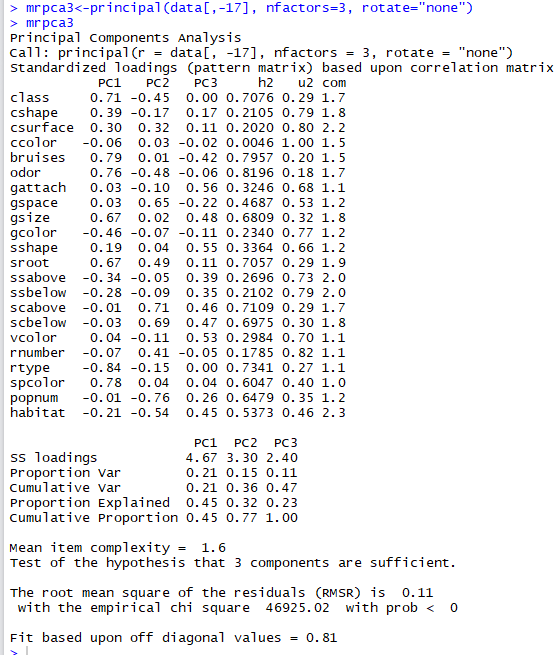 > mrpca3<-principal(data[,-17], nfactors=3, rotate="none")
> mrpca3
Principal Components Analysis
Call: principal(r = data[, -17], nfactors = 3, rotate = "none")
Standardized loadings (pattern matrix) based upon correlation matrix
PC1 PC2 PC3 h2 u2 com
class 0.71 -0.45 0.00 0.7076 0.29 1.7
cshape 0.39 -0.17 0.17 0.2105 0.79 1.8
csurface 0.30 0.32 0.11 0.2020 0.80 2.2
ccolor -0.06 0.03 -0.02 0.0046 1.00 1.5
bruises 0.79 0.01 -0.42 0.7957 0.20 1.5
odor 0.76 -0.48 -0.06 0.8196 0.18 1.7
gattach 0.03 -0.10 0.56 0.3246 0.68 1.1
gspace 0.03 0.65 -0.22 0.4687 0.53 1.2
gsize 0.67 0.02 0.48 0.6809 0.32 1.8
gcolor -0.46 -0.07 -0.11 0.2340 0.77 1.2
sshape 0.19 0.04 0.55 0.3364 0.66 1.2
sroot 0.67 0.49 0.11 0.7057 0.29 1.9
ssabove -0.34 -0.05 0.39 0.2696 0.73 2.0
ssbelow -0.28 -0.09 0.35 0.2102 0.79 2.0
scabove -0.01 0.71 0.46 0.7109 0.29 1.7
scbelow -0.03 0.69 0.47 0.6975 0.30 1.8
vcolor 0.04 -0.11 0.53 0.2984 0.70 1.1
rnumber -0.07 0.41 -0.05 0.1785 0.82 1.1
rtype -0.84 -0.15 0.00 0.7341 0.27 1.1
spcolor 0.78 0.04 0.04 0.6047 0.40 1.0
popnum -0.01 -0.76 0.26 0.6479 0.35 1.2
habitat -0.21 -0.54 0.45 0.5373 0.46 2.3
PC1 PC2 PC3
SS loadings 4.67 3.30 2.40
Proportion Var 0.21 0.15 0.11
Cumulative Var 0.21 0.36 0.47
Proportion Explained 0.45 0.32 0.23
Cumulative Proportion 0.45 0.77 1.00
Mean item complexity = 1.6
Test of the hypothesis that 3 components are sufficient.
The root mean square of the residuals (RMSR) is 0.11
with the empirical chi square 46925.02 with prob < 0
Fit based upon off diagonal values = 0.81
>